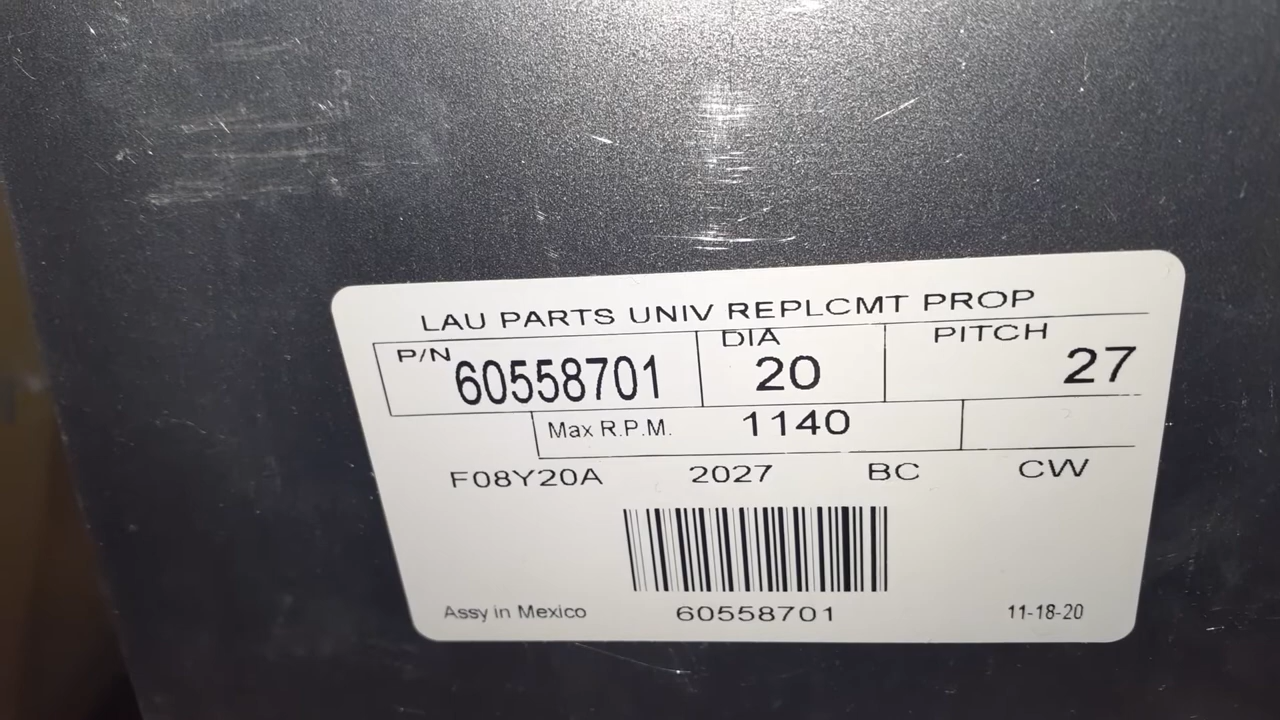 LAU PARTS UNIV REPLCMT PROP
P/N 60558701 DIA 20 PITCH 27
Max R.P.M. 1140
F08Y20A 2027 BC CW
Assy in Mexico 60558701 11-18-20